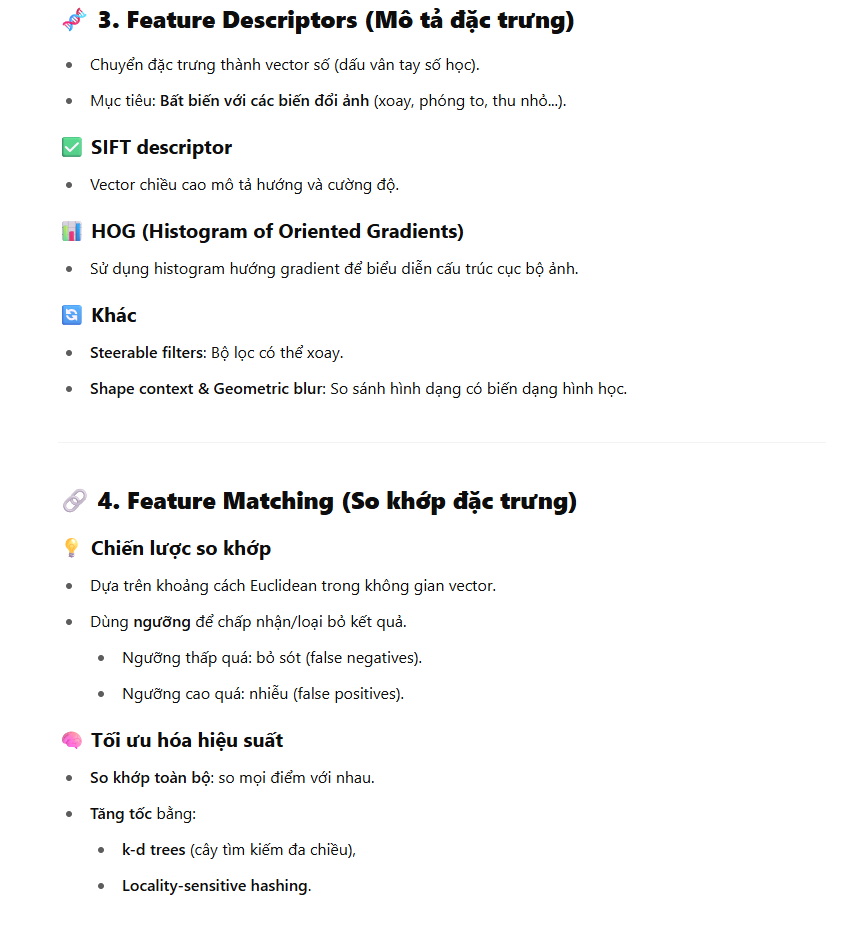 🧬 3. Feature Descriptors (Mô tả đặc trưng)
• Chuyển đặc trưng thành vector số (dấu vân tay số học).
• Mục tiêu: Bất biến với các biến đổi ảnh (xoay, phóng to, thu nhỏ...).
✅ SIFT descriptor
• Vector chiều cao mô tả hướng và cường độ.
📊 HOG (Histogram of Oriented Gradients)
• Sử dụng histogram hướng gradient để biểu diễn cấu trúc cục bộ ảnh.
🔄 Khác
• Steerable filters: Bộ lọc có thể xoay.
• Shape context & Geometric blur: So sánh hình dạng có biến dạng hình học.
🔗 4. Feature Matching (So khớp đặc trưng)
💡 Chiến lược so khớp
• Dựa trên khoảng cách Euclidean trong không gian vector.
• Dùng ngưỡng để chấp nhận/loại bỏ kết quả.
• Ngưỡng thấp quá: bỏ sót (false negatives).
• Ngưỡng cao quá: nhiễu (false positives).
🧠 Tối ưu hóa hiệu suất
• So khớp toàn bộ: so mọi điểm với nhau.
• Tăng tốc bằng:
• k-d trees (cây tìm kiếm đa chiều),
• Locality-sensitive hashing.